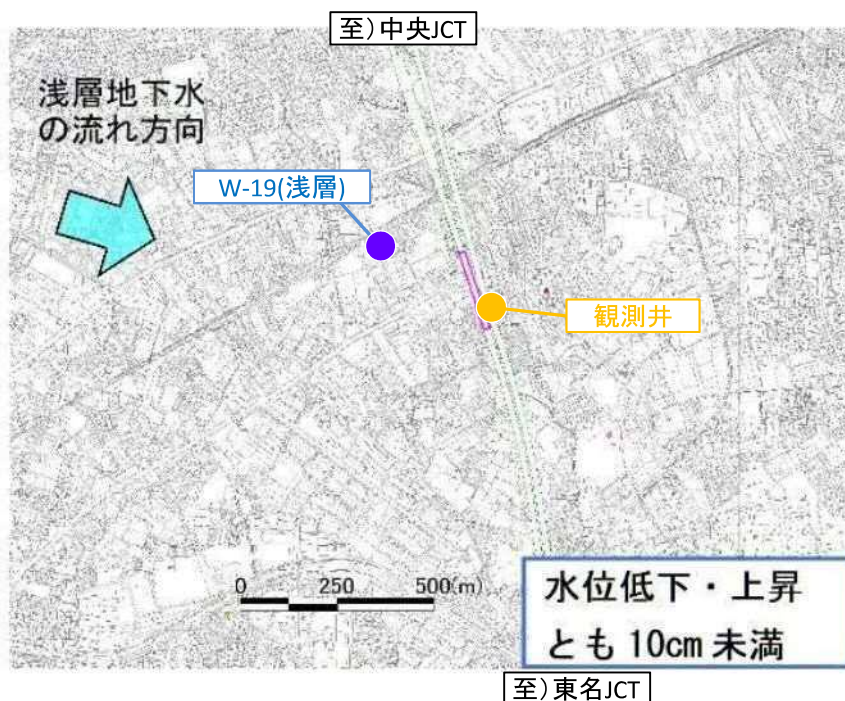 至）中央JCT
浅層地下水
の流れ方向
W-19(浅層)
観測井
0 250 500(m)
水位低下・上昇
とも10cm未満
至）東名JCT